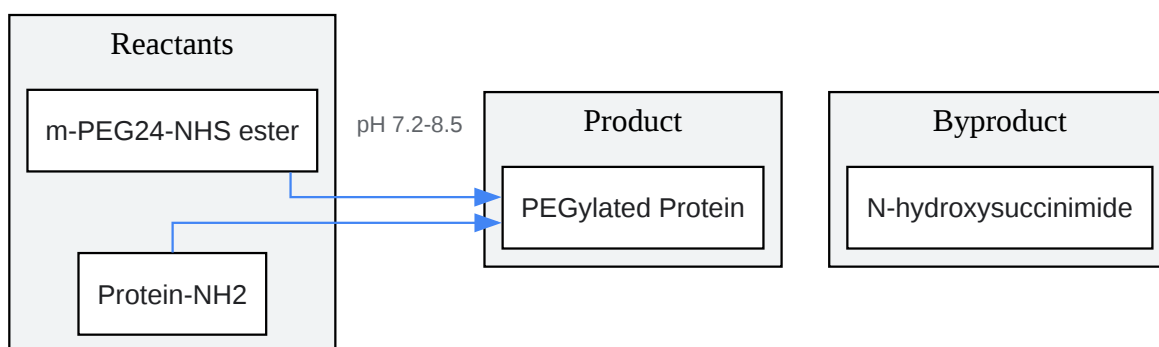 Reactants
m-PEG24-NHS ester
Protein-NH2
pH 7.2-8.5
Product
PEGylated Protein
Byproduct
N-hydroxysuccinimide